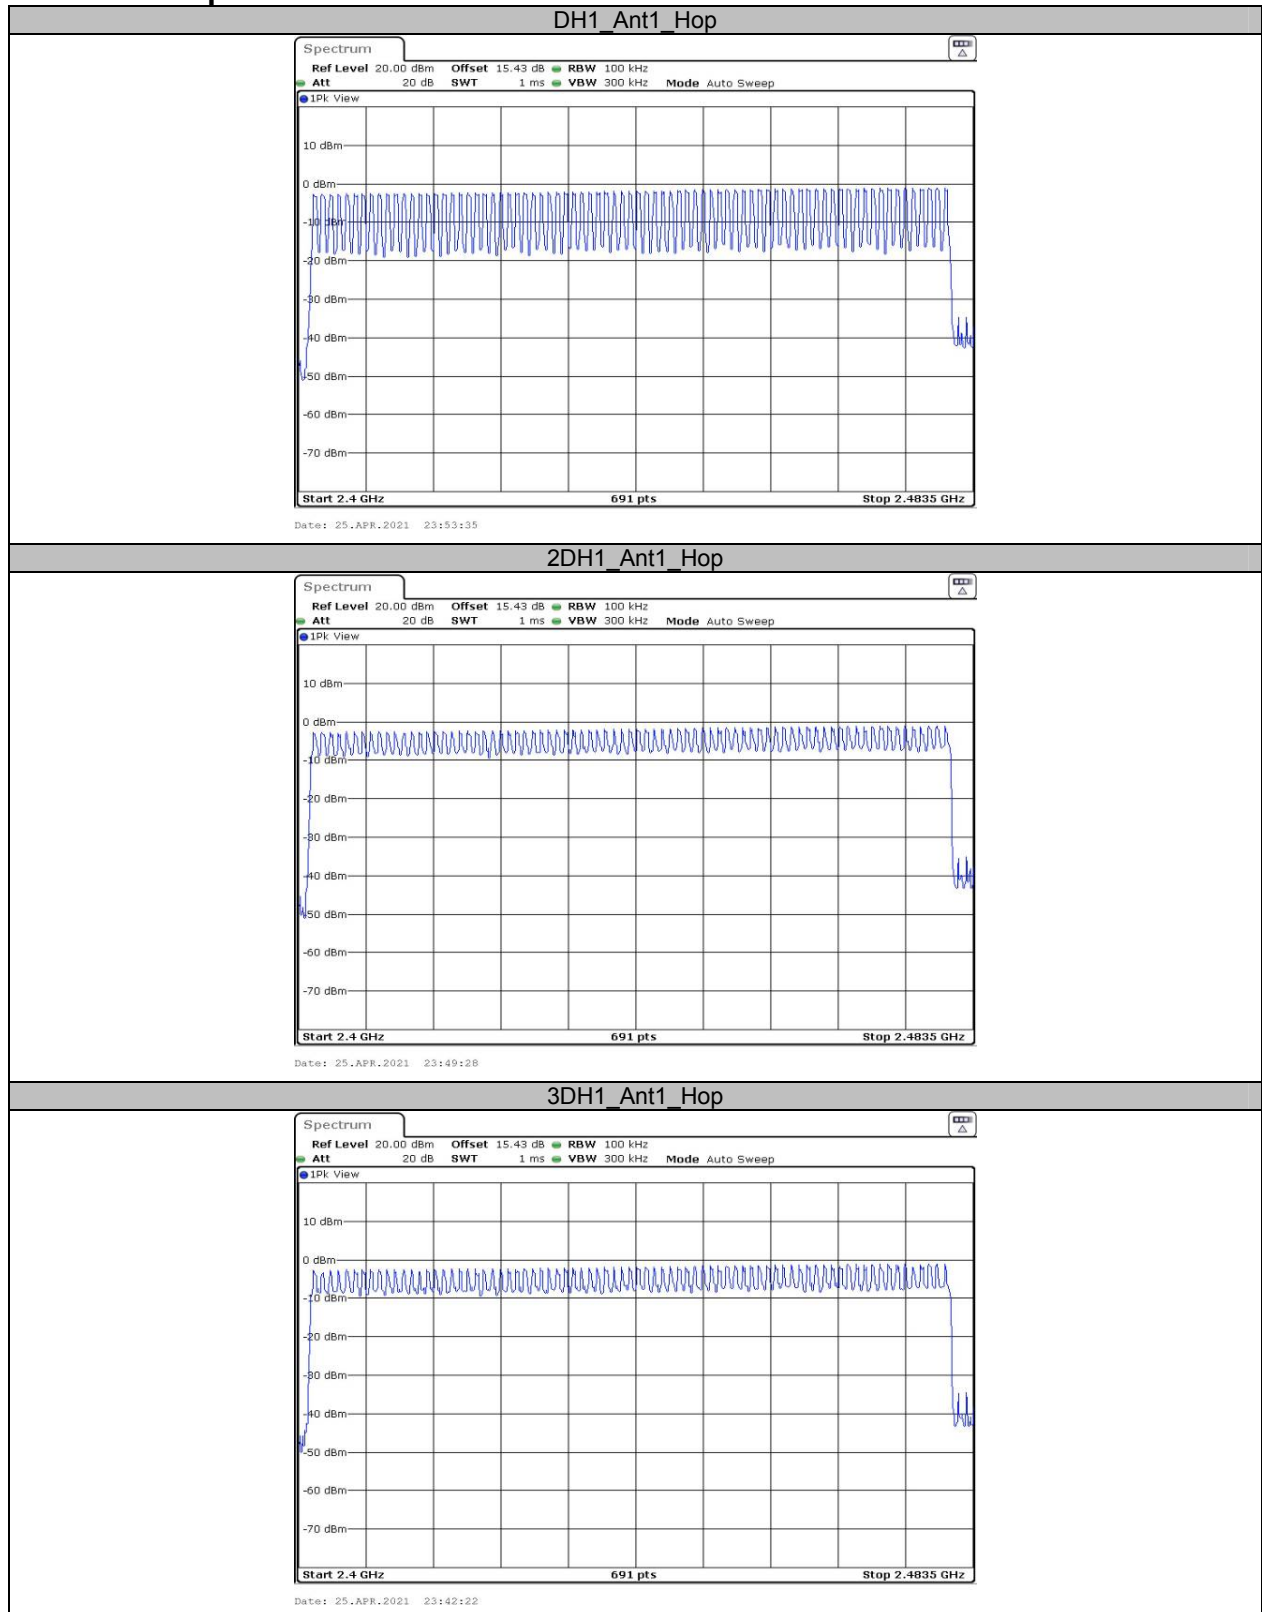 DH1_Ant1_Hop
Spectrum
Ref Level 20.00 dBm Offset 15.43 dB RBW 100 kHz
Att 20 dB SWT 1 ms VBW 300 kHz Mode Auto Sweep
1Pk View
10 dBm
0 dBm
-10 dBm
-20 dBm
-30 dBm
-40 dBm
-50 dBm
-60 dBm
-70 dBm
Start 2.4 GHz 691 pts Stop 2.4835 GHz
Date: 25.APR.2021 23:53:35
2DH1_Ant1_Hop
Spectrum
Ref Level 20.00 dBm Offset 15.43 dB RBW 100 kHz
Att 20 dB SWT 1 ms VBW 300 kHz Mode Auto Sweep
1Pk View
10 dBm
0 dBm
-10 dBm
-20 dBm
-30 dBm
-40 dBm
-50 dBm
-60 dBm
-70 dBm
Start 2.4 GHz 691 pts Stop 2.4835 GHz
Date: 25.APR.2021 23:49:28
3DH1_Ant1_Hop
Spectrum
Ref Level 20.00 dBm Offset 15.43 dB RBW 100 kHz
Att 20 dB SWT 1 ms VBW 300 kHz Mode Auto Sweep
1Pk View
10 dBm
0 dBm
-10 dBm
-20 dBm
-30 dBm
-40 dBm
-50 dBm
-60 dBm
-70 dBm
Start 2.4 GHz 691 pts Stop 2.4835 GHz
Date: 25.APR.2021 23:42:22